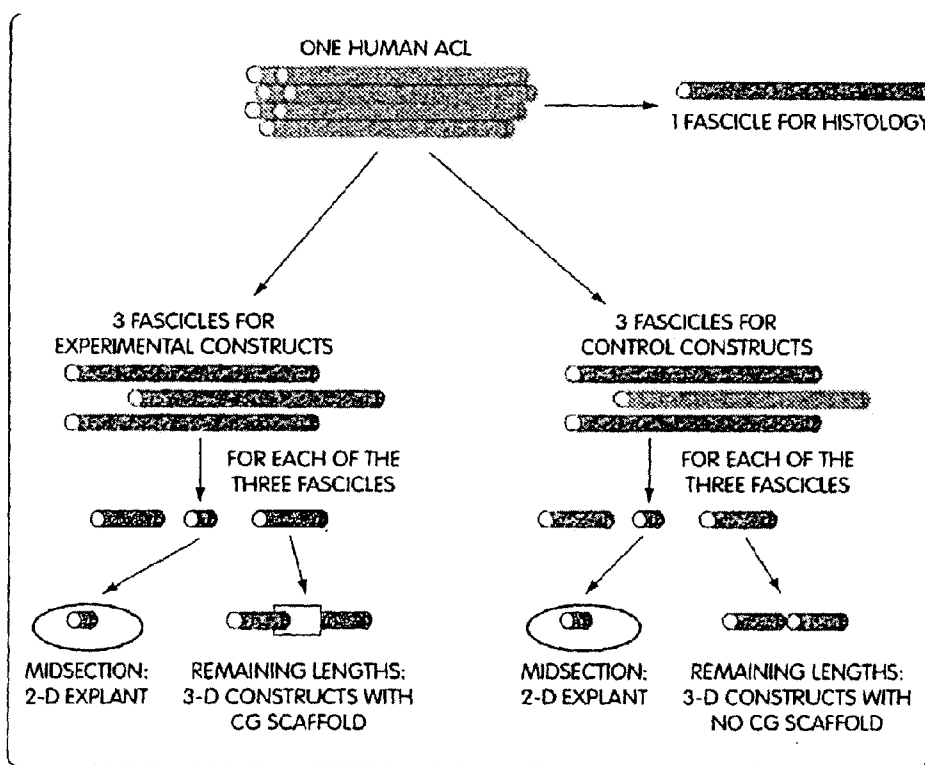 ONE HUMAN ACL
1 FASCICLE FOR HISTOLOGY
3 FASCICLES FOR
EXPERIMENTAL CONSTRUCTS
3 FASCICLES FOR
CONTROL CONSTRUCTS
FOR EACH OF THE
THREE FASCICLES
FOR EACH OF THE
THREE FASCICLES
MIDSECTION:
2-D EXPLANT
REMAINING LENGTHS:
3-D CONSTRUCTS WITH
CG SCAFFOLD
MIDSECTION:
2-D EXPLANT
REMAINING LENGTHS:
3-D CONSTRUCTS WITH
NO CG SCAFFOLD